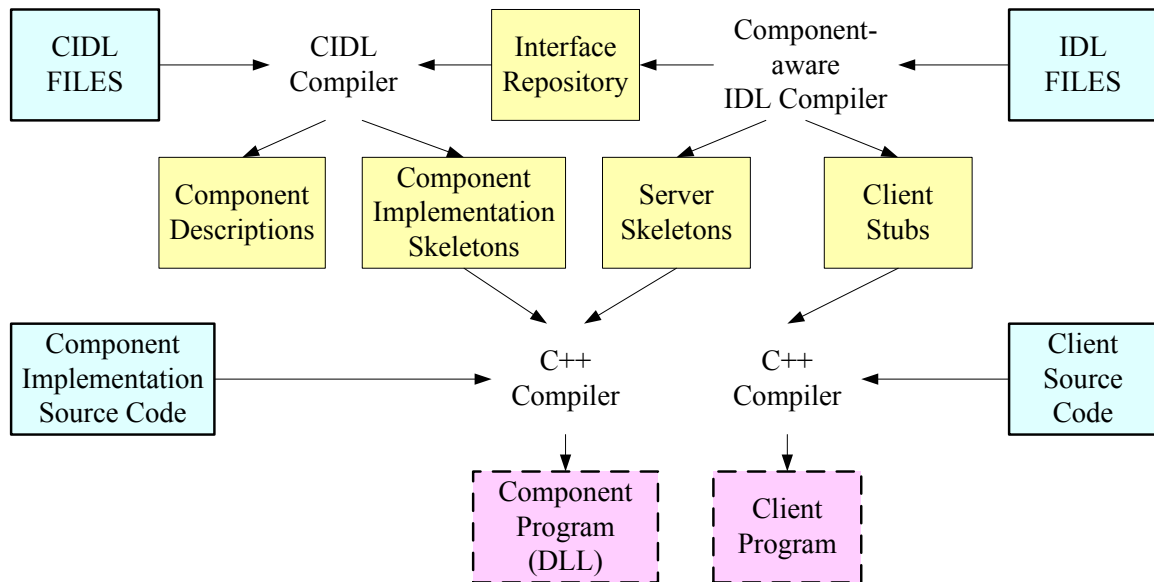 CIDL
FILES
CIDL
Compiler
Interface
Repository
Component-
aware
IDL Compiler
IDL
FILES
Component
Descriptions
Component
Implementation
Skeletons
Server
Skeletons
Client
Stubs
Component
Implementation
Source Code
C++
Compiler
C++
Compiler
Client
Source
Code
Component
Program
(DLL)
Client
Program